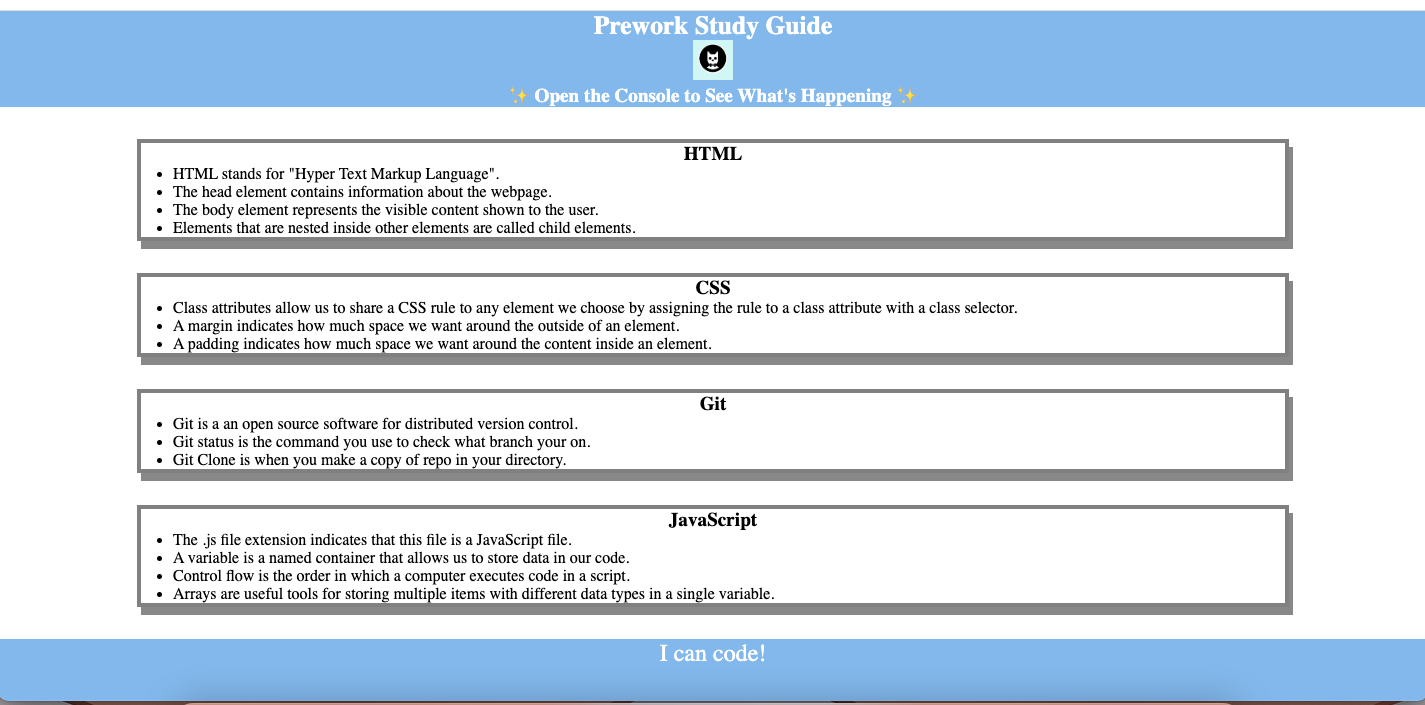 Prework Study Guide
✨ Open the Console to See What's Happening ✨
HTML
• HTML stands for "Hyper Text Markup Language".
• The head element contains information about the webpage.
• The body element represents the visible content shown to the user.
• Elements that are nested inside other elements are called child elements.
CSS
• Class attributes allow us to share a CSS rule to any element we choose by assigning the rule to a class attribute with a class selector.
• A margin indicates how much space we want around the outside of an element.
• A padding indicates how much space we want around the content inside an element.
Git
• Git is a an open source software for distributed version control.
• Git status is the command you use to check what branch your on.
• Git Clone is when you make a copy of repo in your directory.
JavaScript
• The .js file extension indicates that this file is a JavaScript file.
• A variable is a named container that allows us to store data in our code.
• Control flow is the order in which a computer executes code in a script.
• Arrays are useful tools for storing multiple items with different data types in a single variable.
I can code!